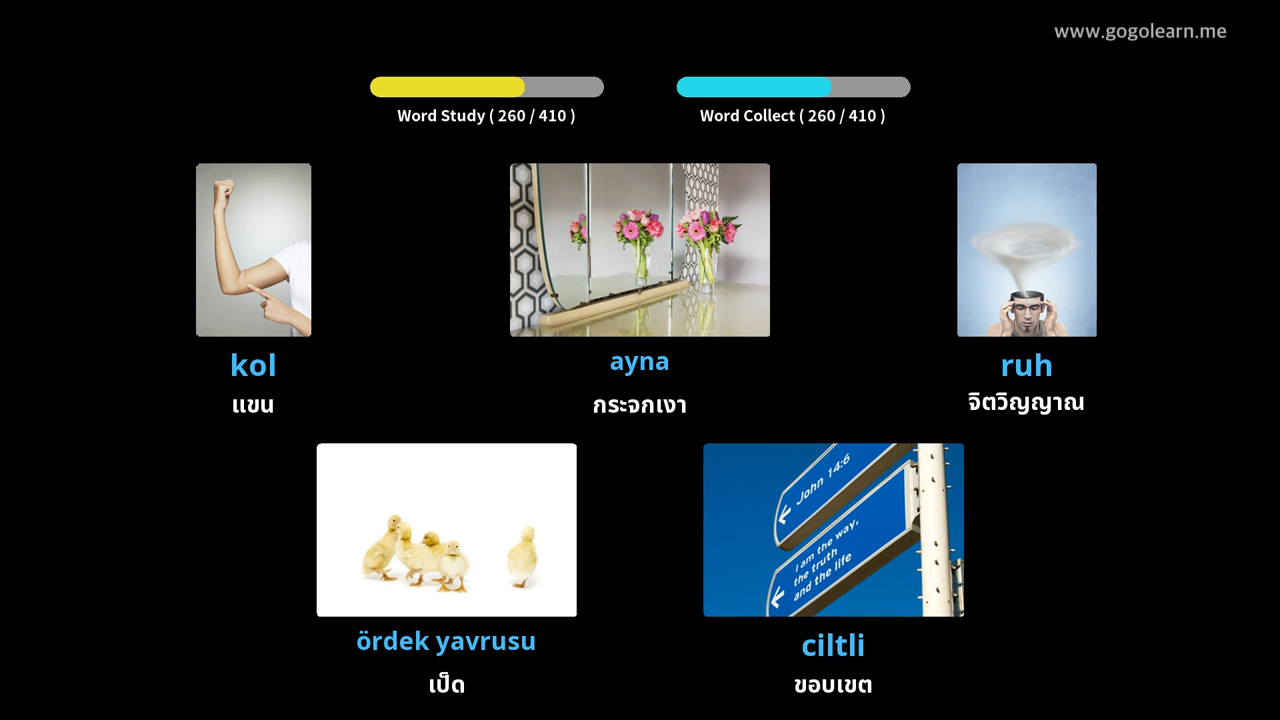 www.gogolearn.me
Word Study ( 260 / 410 )
Word Collect ( 260 / 410 )
kol
แขน
ayna
กระจกเงา
ruh
จิตวิญญาณ
John 14:6
I am the way,
the truth
and the life
ördek yavrusu
เป็ด
ciltli
ขอบเขต